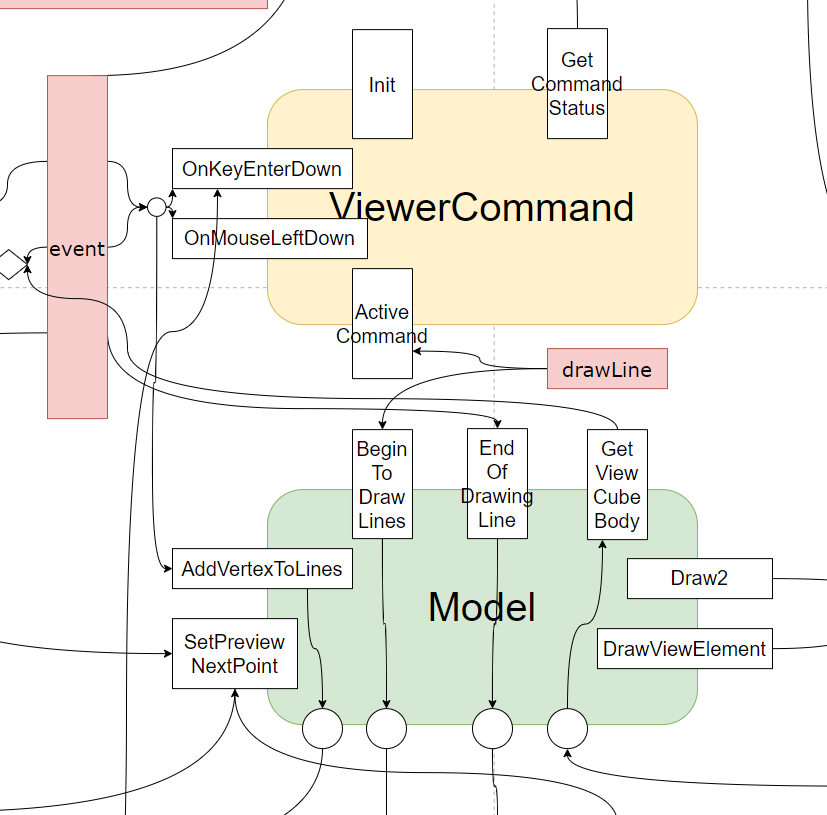 Init
Get
Command
Status
OnKeyEnterDown
ViewerCommand
OnMouseLeftDown
event
Active
Command
drawLine
Begin
To
Draw
Lines
End
Of
Drawing
Line
Get
View
Cube
Body
AddVertexToLines
Draw2
Model
SetPreview
NextPoint
DrawViewElement